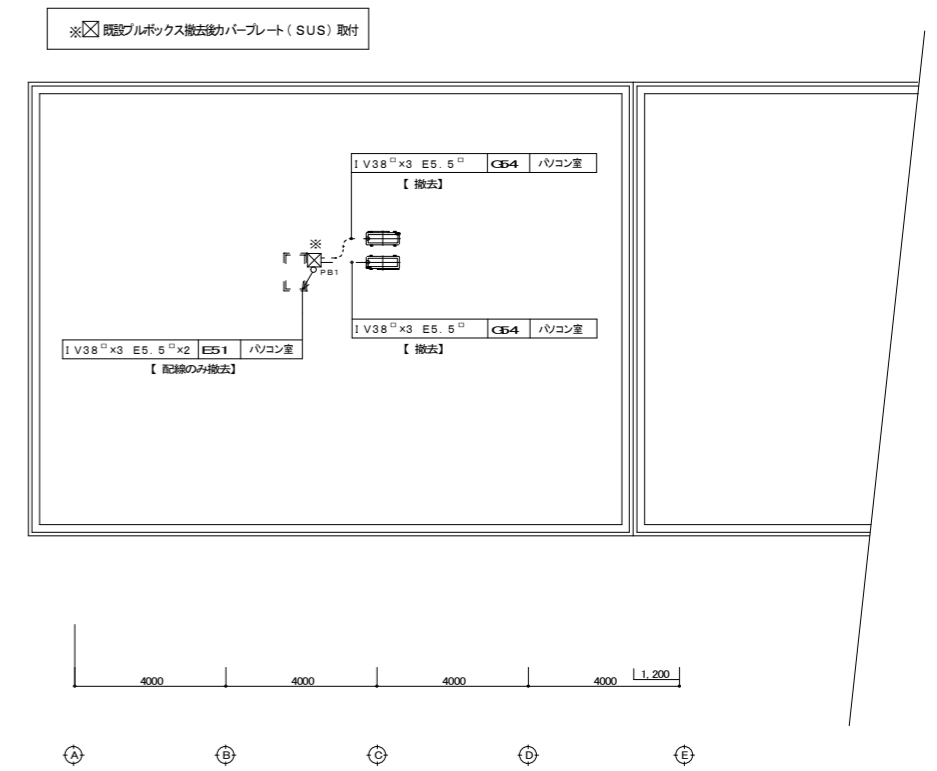 ※☒ 既設プルボックス撤去後カバープレート(SUS)取付
IV38□×3 E5.5□ G54 パソコン室
【撤去】
※
PB1
IV38□×3 E5.5□ G54 パソコン室
【撤去】
IV38□×3 E5.5□×2 E51 パソコン室
【配線のみ撤去】
4000 4000 4000 4000 1,200
A B C D E